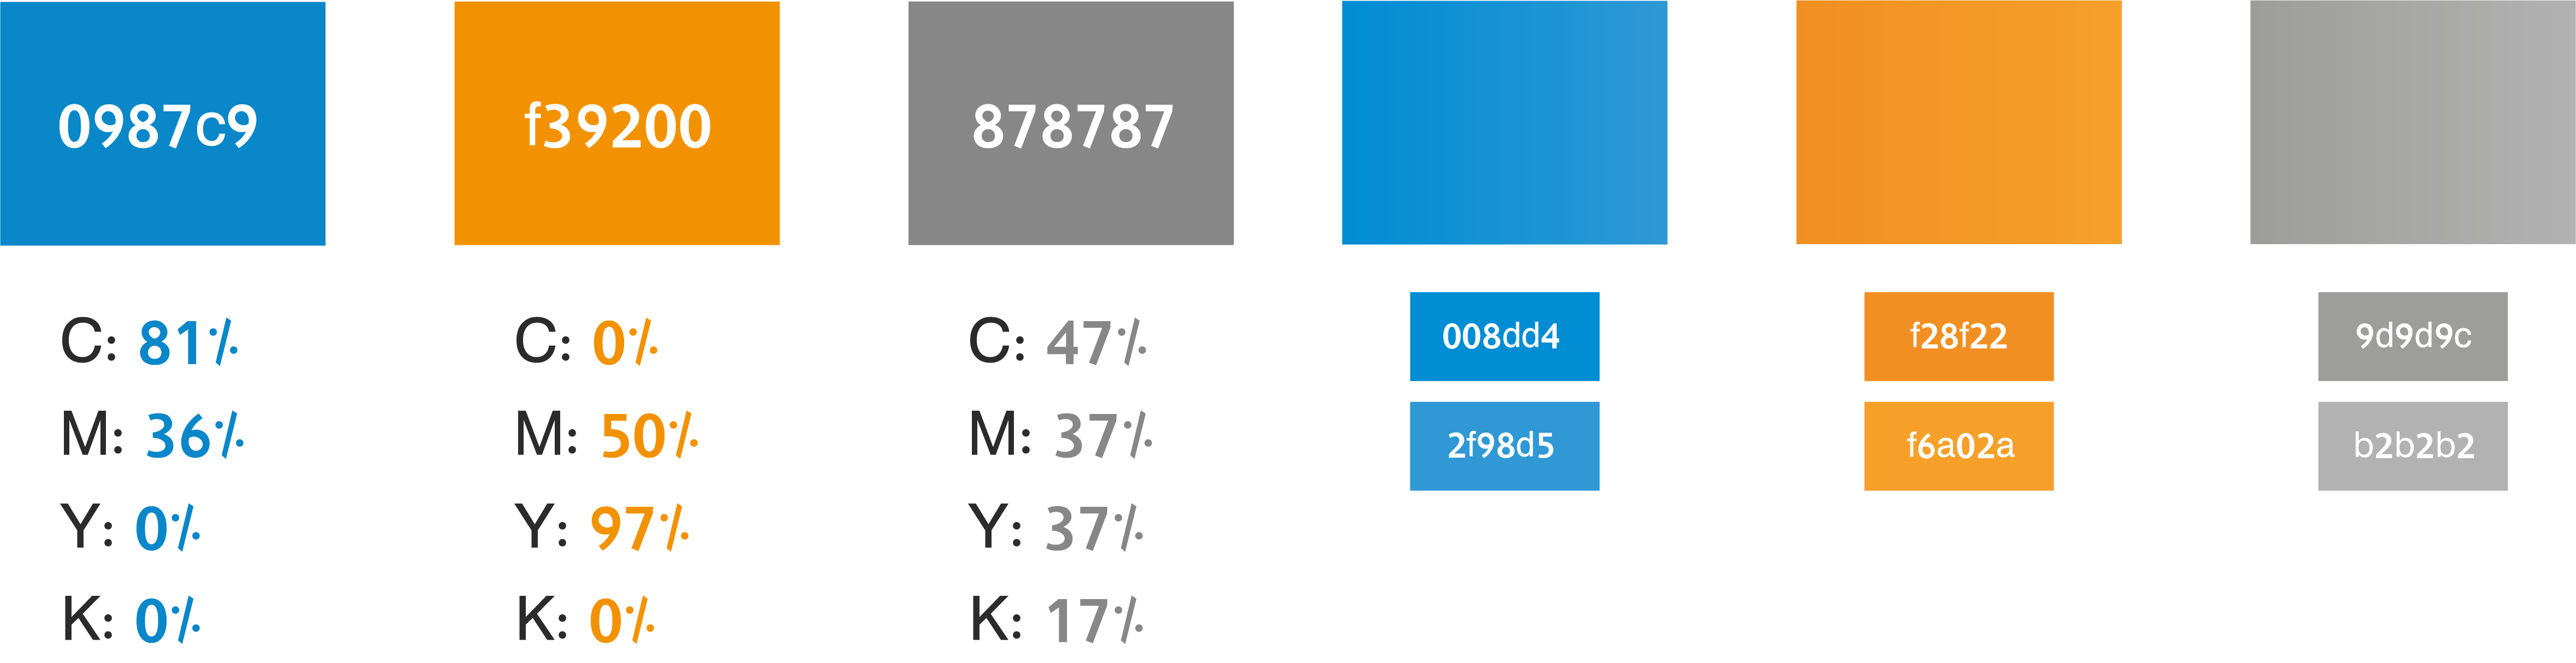 0987c9
f39200
878787
C: 81%
M: 36%
Y: 0%
K: 0%
C: 0%
M: 50%
Y: 97%
K: 0%
C: 47%
M: 37%
Y: 37%
K: 17%
008dd4
2f98d5
f28f22
f6a02a
9d9d9c
b2b2b2